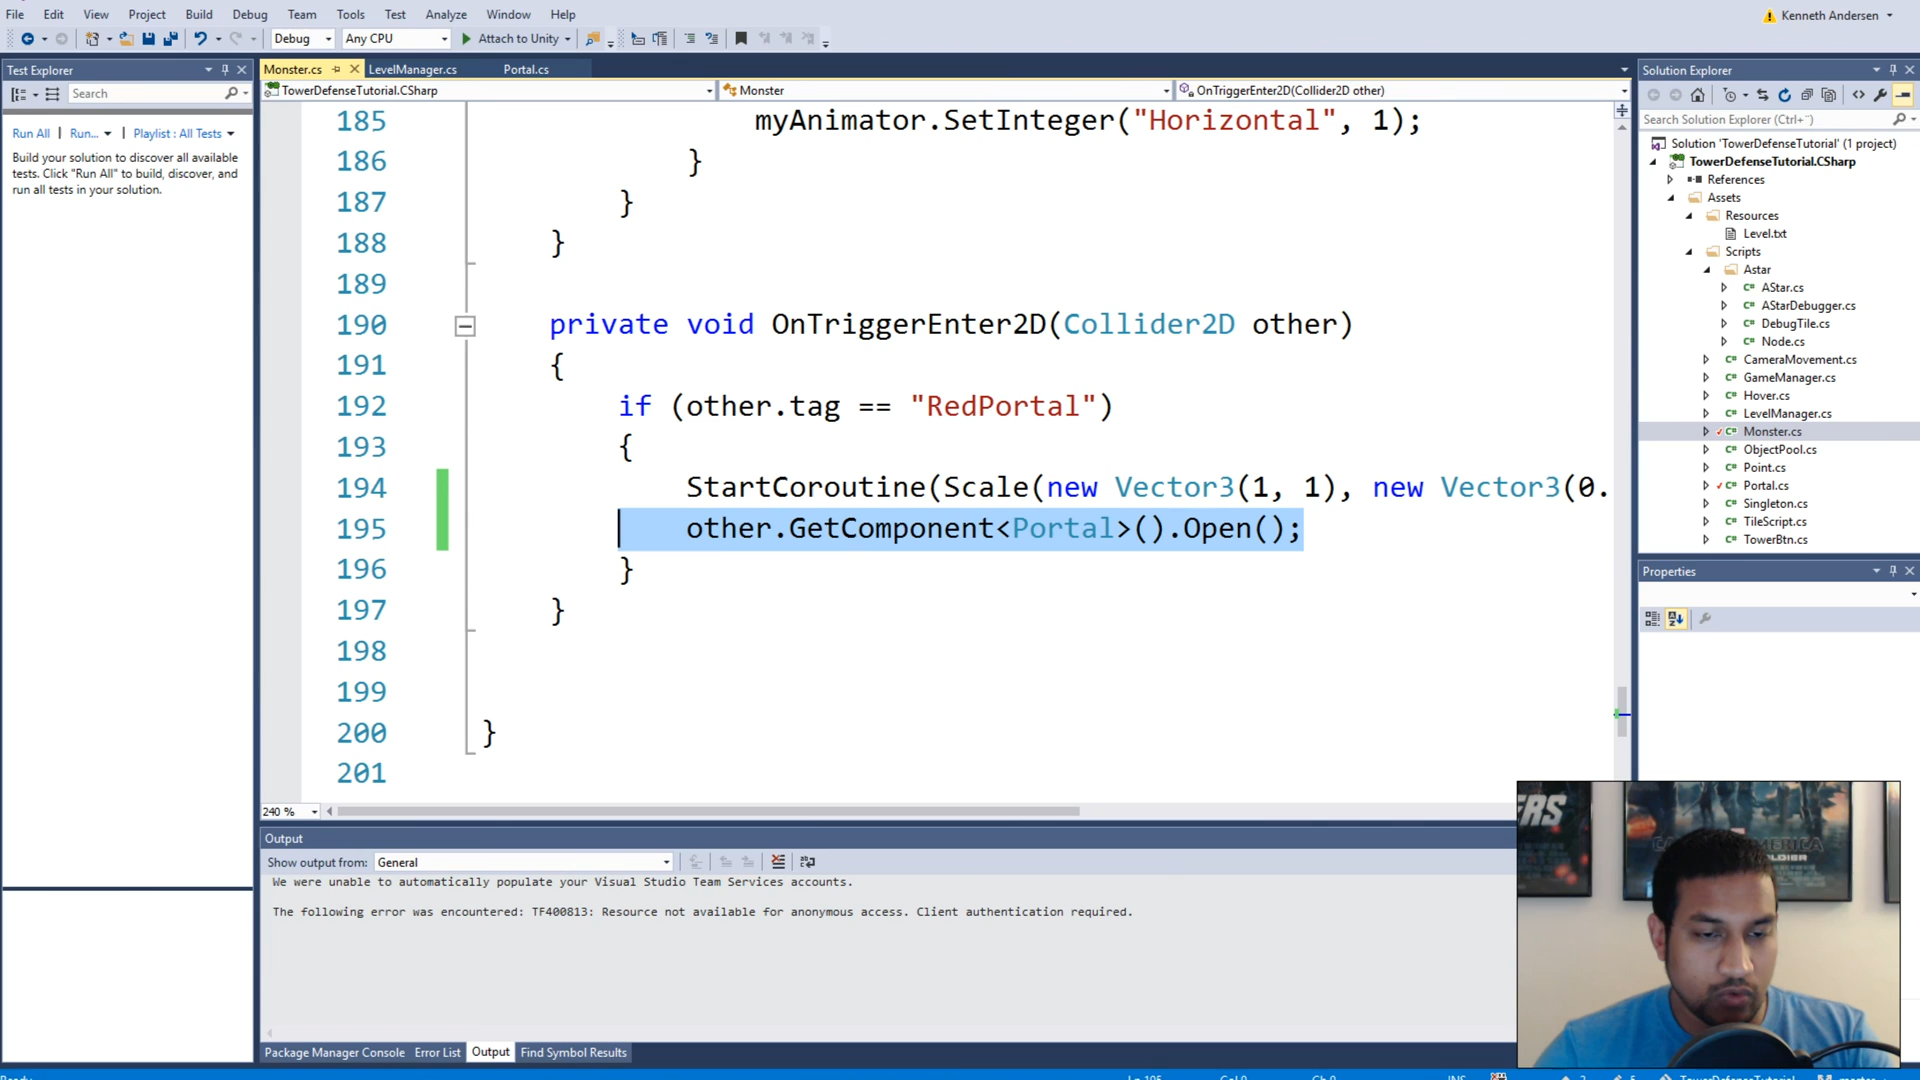 File Edit View Project Build Debug Team Tools Test Analyze Window Help
Kenneth Andersen
Debug Any CPU Attach to Unity
Test Explorer
Search
Run All | Run... | Playlist : All Tests
Build your solution to discover all available
tests. Click "Run All" to build, discover, and
run all tests in your solution.
Monster.cs LevelManager.cs Portal.cs
TowerDefenseTutorial.CSharp Monster OnTriggerEnter2D(Collider2D other)
185 myAnimator.SetInteger("Horizontal", 1);
186 }
187 }
188 }
189
190 private void OnTriggerEnter2D(Collider2D other)
191 {
192 if (other.tag == "RedPortal")
193 {
194 StartCoroutine(Scale(new Vector3(1, 1), new Vector3(0.
195 other.GetComponent<Portal>().Open();
196 }
197 }
198
199
200 }
201
240 %
Output
Show output from: General
We were unable to automatically populate your Visual Studio Team Services accounts.
The following error was encountered: TF400813: Resource not available for anonymous access. Client authentication required.
Package Manager Console Error List Output Find Symbol Results
Solution Explorer
Search Solution Explorer (Ctrl+¨)
Solution 'TowerDefenseTutorial' (1 project)
TowerDefenseTutorial.CSharp
References
Assets
Resources
Level.txt
Scripts
Astar
AStar.cs
AStarDebugger.cs
DebugTile.cs
Node.cs
CameraMovement.cs
GameManager.cs
Hover.cs
LevelManager.cs
Monster.cs
ObjectPool.cs
Point.cs
Portal.cs
Singleton.cs
TileScript.cs
TowerBtn.cs
Properties